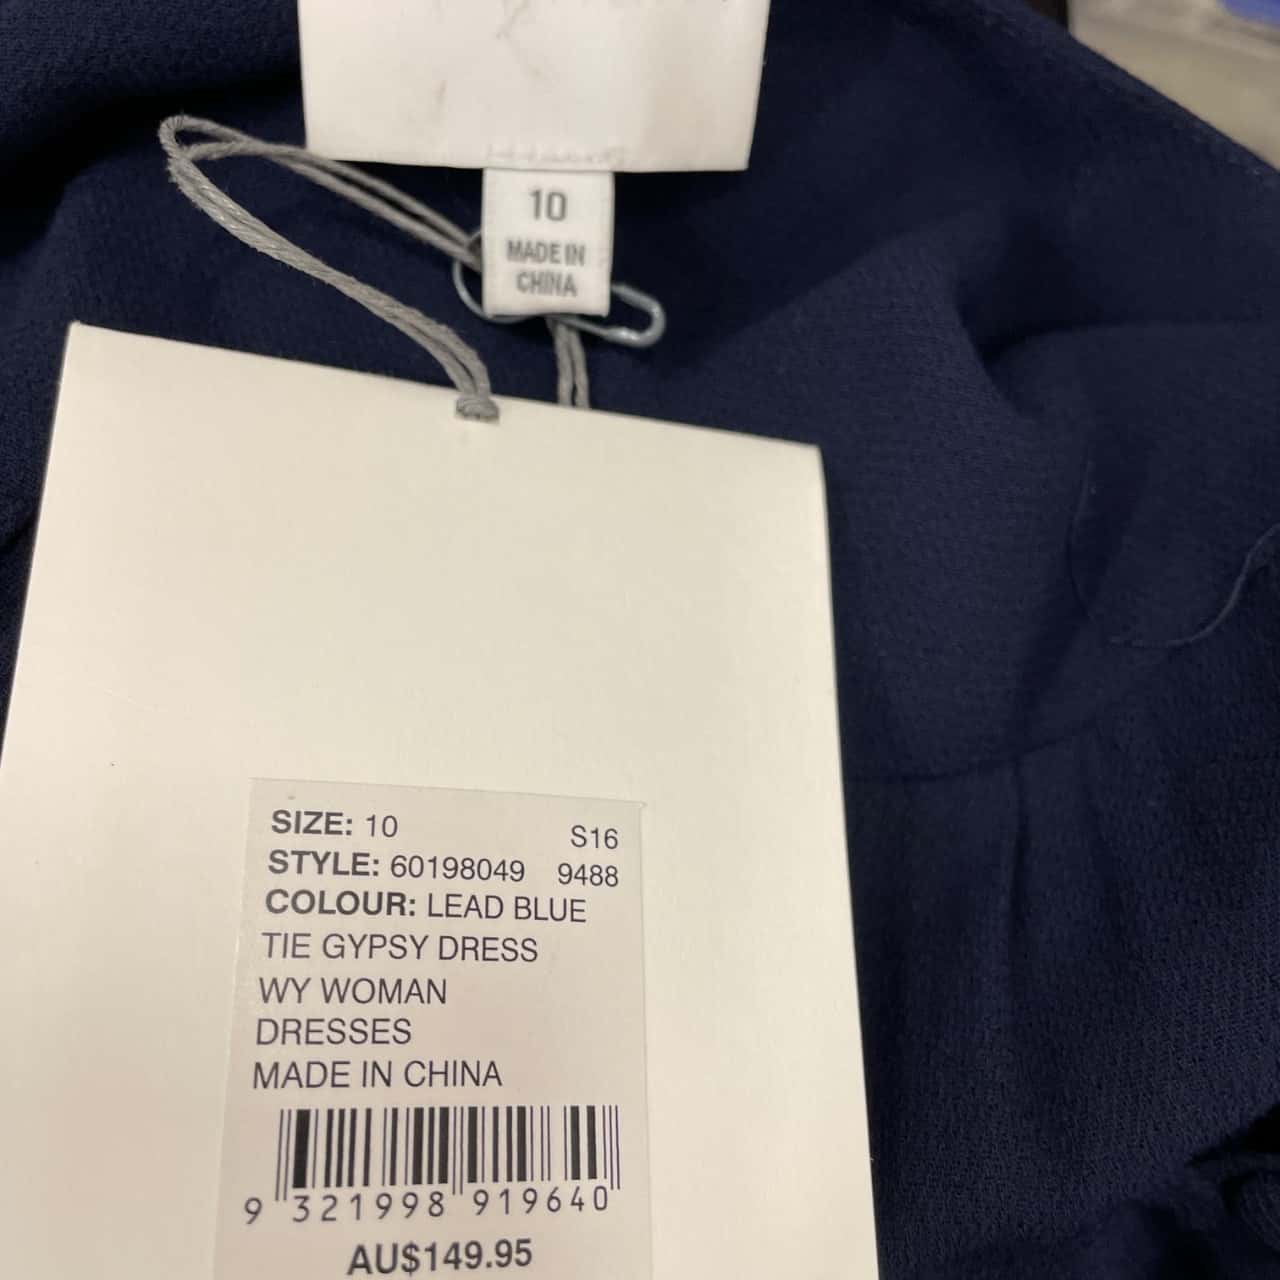 10
MADE IN
CHINA
SIZE: 10 S16
STYLE: 60198049 9488
COLOUR: LEAD BLUE
TIE GYPSY DRESS
WY WOMAN
DRESSES
MADE IN CHINA
9 321998 919640
AU$149.95